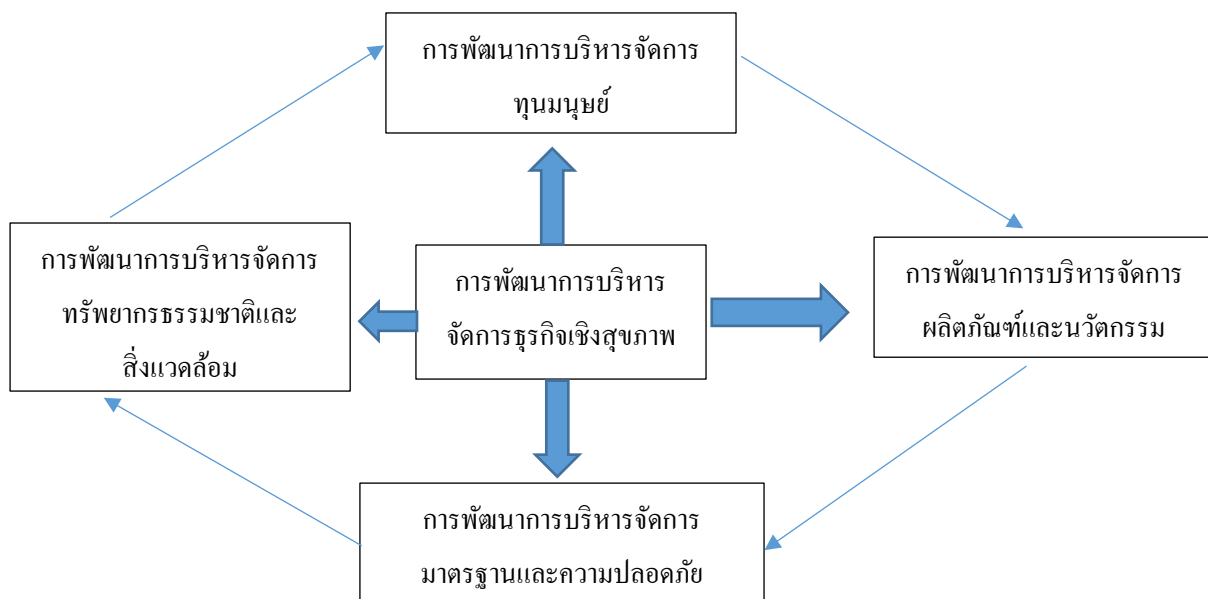 การพัฒนาการบริหารจัดการ
ทุนมนุษย์
การพัฒนาการบริหารจัดการ
ทรัพยากรธรรมชาติและ
สิ่งแวดล้อม
การพัฒนาการบริหาร
จัดการธุรกิจเชิงสุขภาพ
การพัฒนาการบริหารจัดการ
ผลิตภัณฑ์และนวัตกรรม
การพัฒนาการบริหารจัดการ
มาตรฐานและความปลอดภัย